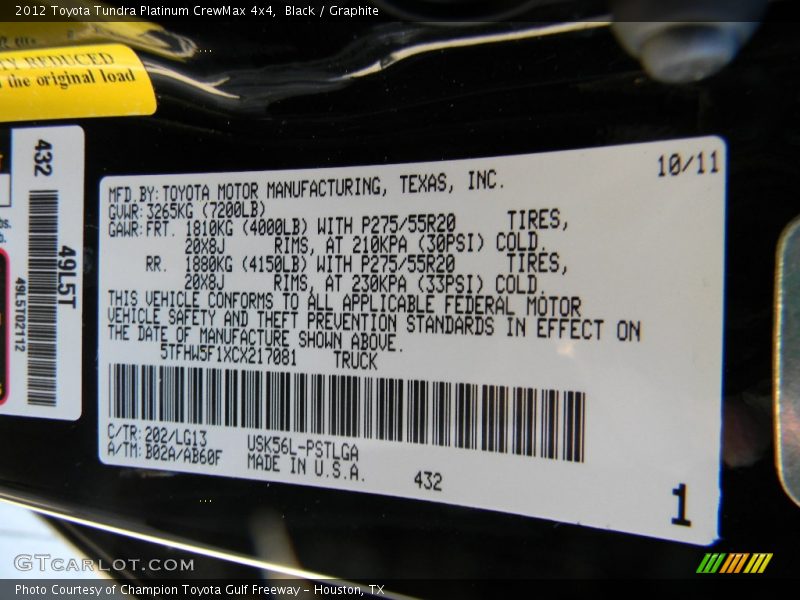 2012 Toyota Tundra Platinum CrewMax 4x4, Black / Graphite
REDUCED
the original load
432
49L5T
49L5T02112
10/11
MFD.BY:TOYOTA MOTOR MANUFACTURING, TEXAS, INC.
GVWR:3265KG (7200LB)
GAWR:FRT. 1810KG (4000LB) WITH P275/55R20 TIRES,
20X8J RIMS, AT 210KPA (30PSI) COLD.
RR. 1880KG (4150LB) WITH P275/55R20 TIRES,
20X8J RIMS, AT 230KPA (33PSI) COLD.
THIS VEHICLE CONFORMS TO ALL APPLICABLE FEDERAL MOTOR
VEHICLE SAFETY AND THEFT PREVENTION STANDARDS IN EFFECT ON
THE DATE OF MANUFACTURE SHOWN ABOVE.
5TFHW5F1XCX217081 TRUCK
C/TR:202/LG13 USK56L-PSTLGA
A/TM:B02A/AB60F MADE IN U.S.A.
432
1
GTCARLOT.COM
Photo Courtesy of Champion Toyota Gulf Freeway - Houston, TX